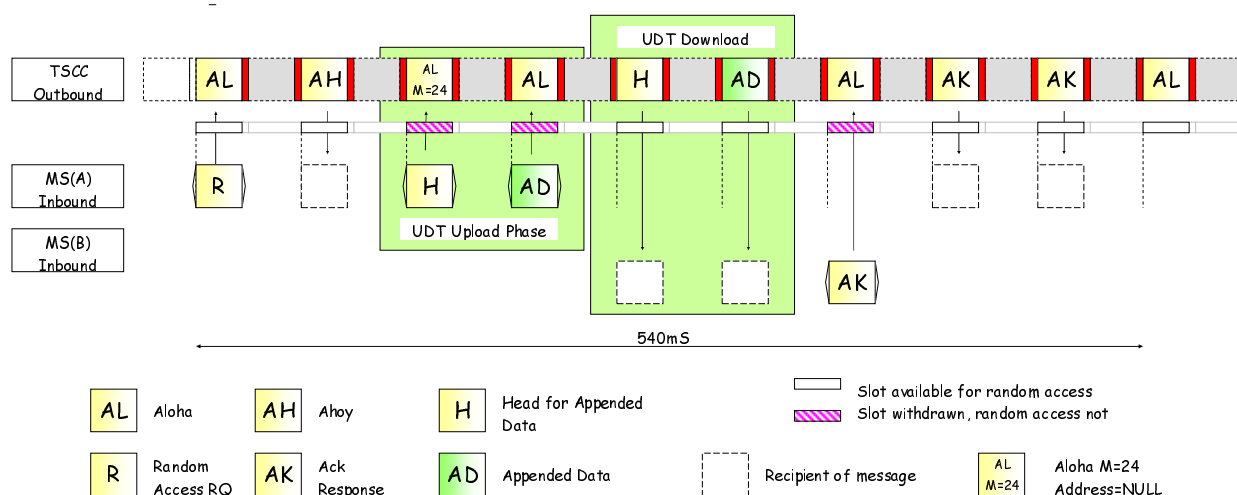 UDT Download
TSCC
Outbound
AL
AH
AL
M=24
AL
H
AD
AL
AK
AK
AL
MS(A)
Inbound
R
H
AD
UDT Upload Phase
MS(B)
Inbound
AK
540mS
AL
Aloha
AH
Ahoy
H
Head for Appended
Data
Slot available for random access
Slot withdrawn, random access not
R
Random
Access RQ
AK
Ack
Response
AD
Appended Data
Recipient of message
AL
M=24
Aloha M=24
Address=NULL